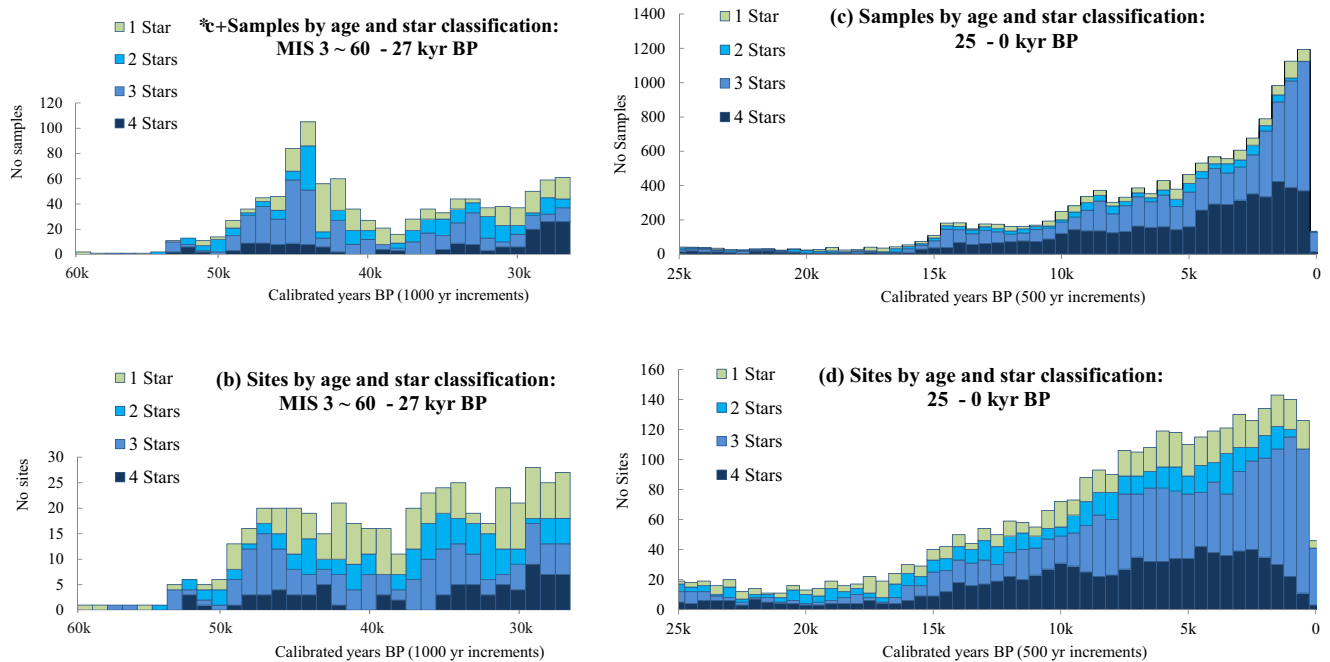 *c+Samples by age and star classification:
MIS 3 ~ 60 - 27 kyr BP
1 Star
2 Stars
3 Stars
4 Stars
No samples
120
100
80
60
40
20
0
60k
50k
40k
30k
Calibrated years BP (1000 yr increments)
(c) Samples by age and star classification:
25 - 0 kyr BP
1 Star
2 Stars
3 Stars
4 Stars
No Samples
1400
1200
1000
800
600
400
200
0
25k
20k
15k
10k
5k
0
Calibrated years BP (500 yr increments)
(b) Sites by age and star classification:
MIS 3 ~ 60 - 27 kyr BP
1 Star
2 Stars
3 Stars
4 Stars
No sites
30
25
20
15
10
5
0
60k
50k
40k
30k
Calibrated years BP (1000 yr increments)
(d) Sites by age and star classification:
25 - 0 kyr BP
1 Star
2 Stars
3 Stars
4 Stars
No Sites
160
140
120
100
80
60
40
20
0
25k
20k
15k
10k
5k
0
Calibrated years BP (500 yr increments)